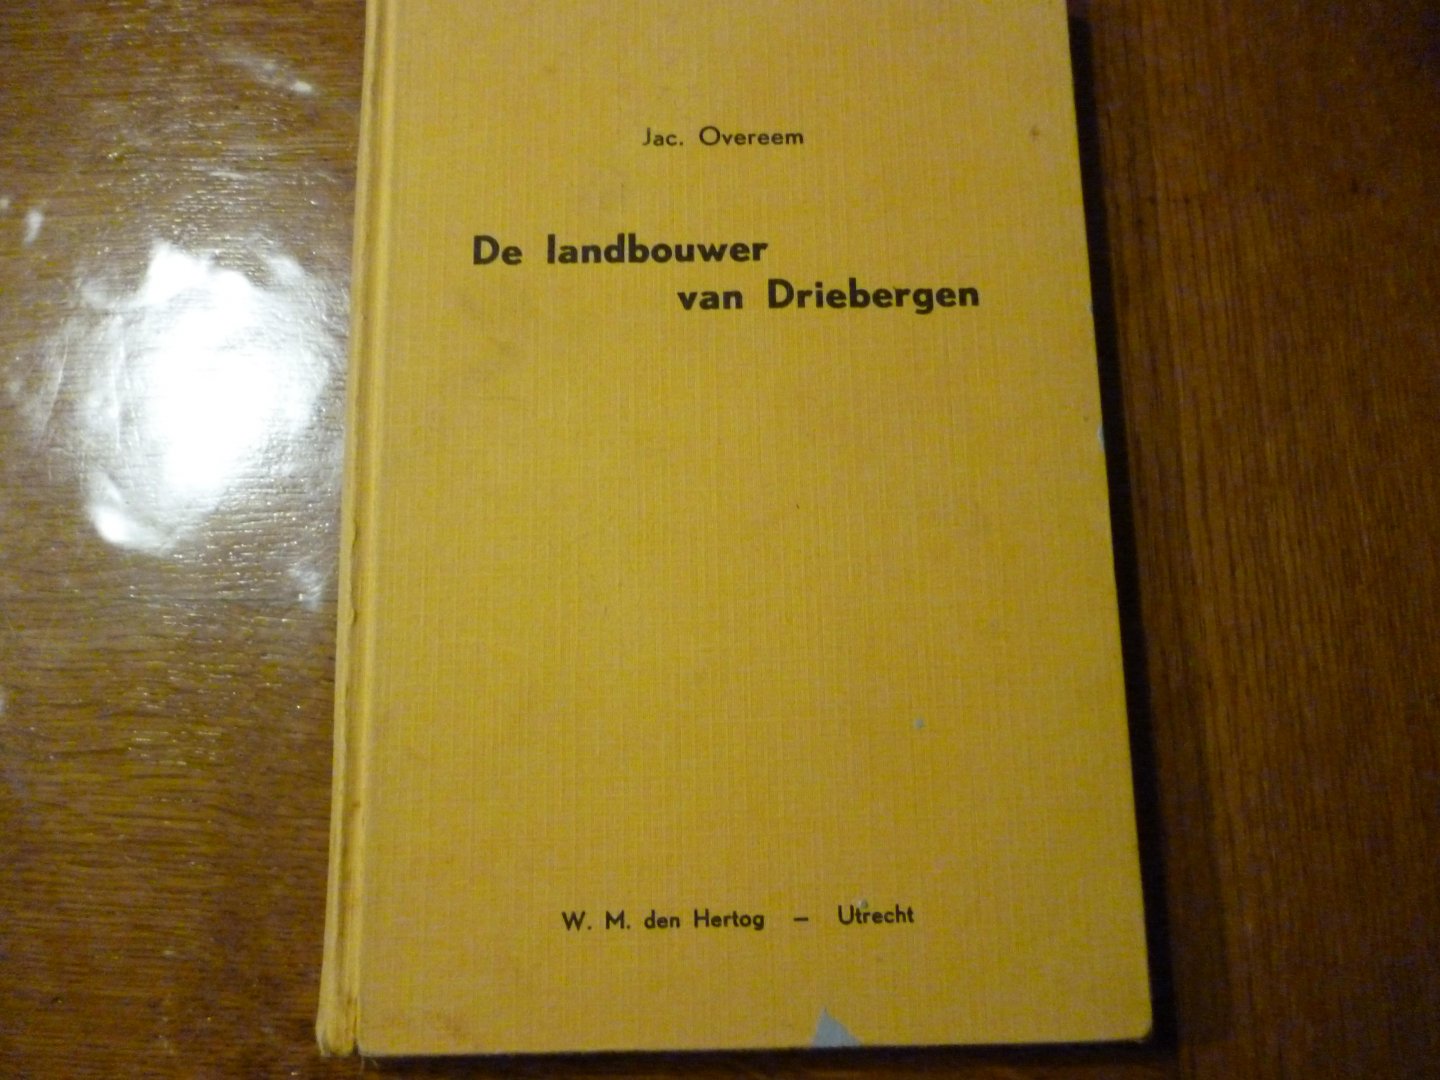 Jac. Overeem
De landbouwer
van Driebergen
W. M. den Hertog – Utrecht